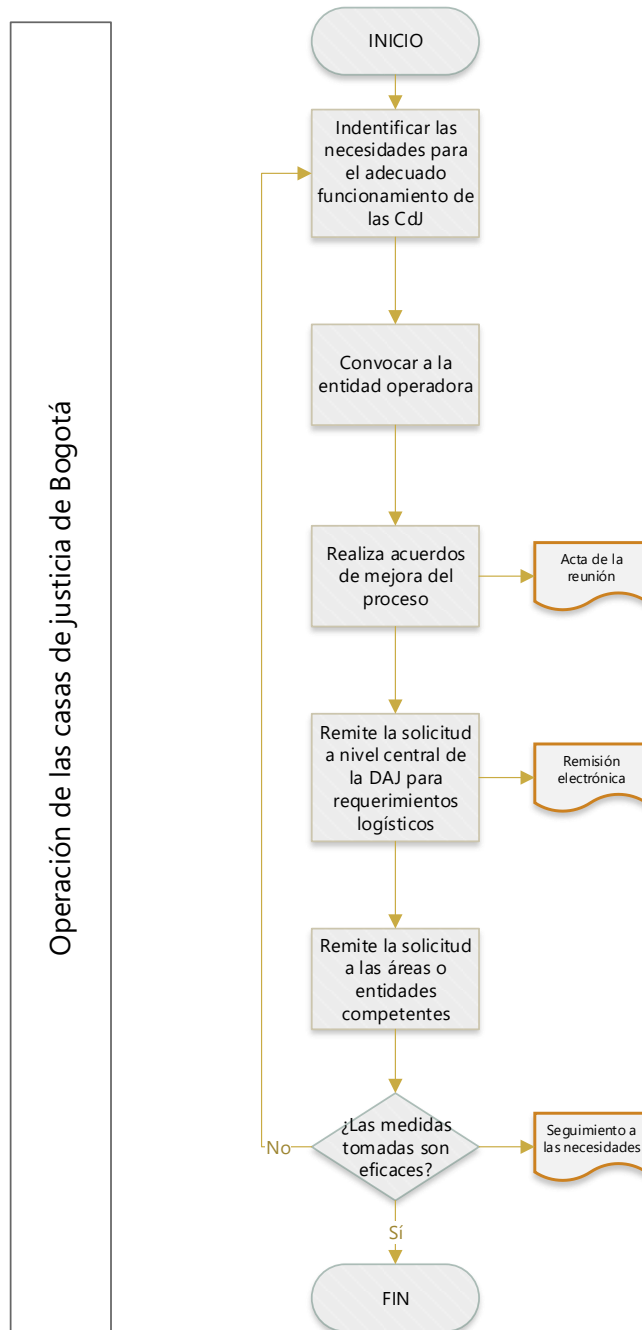 Operación de las casas de justicia de Bogotá
INICIO
Indentificar las
necesidades para
el adecuado
funcionamiento de
las CdJ
Convocar a la
entidad operadora
Realiza acuerdos
de mejora del
proceso
Acta de la
reunión
Remite la solicitud
a nivel central de
la DAJ para
requerimientos
logísticos
Remisión
electrónica
Remite la solicitud
a las áreas o
entidades
competentes
¿Las medidas
tomadas son
eficaces?
No
Seguimiento a
las necesidades
Sí
FIN